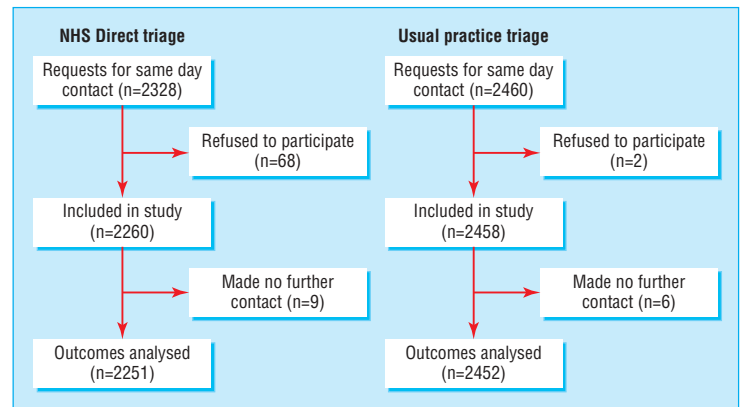 NHS Direct triage
Requests for same day
contact (n=2328)
Refused to participate
(n=68)
Included in study
(n=2260)
Made no further
contact (n=9)
Outcomes analysed
(n=2251)
Usual practice triage
Requests for same day
contact (n=2460)
Refused to participate
(n=2)
Included in study
(n=2458)
Made no further
contact (n=6)
Outcomes analysed
(n=2452)